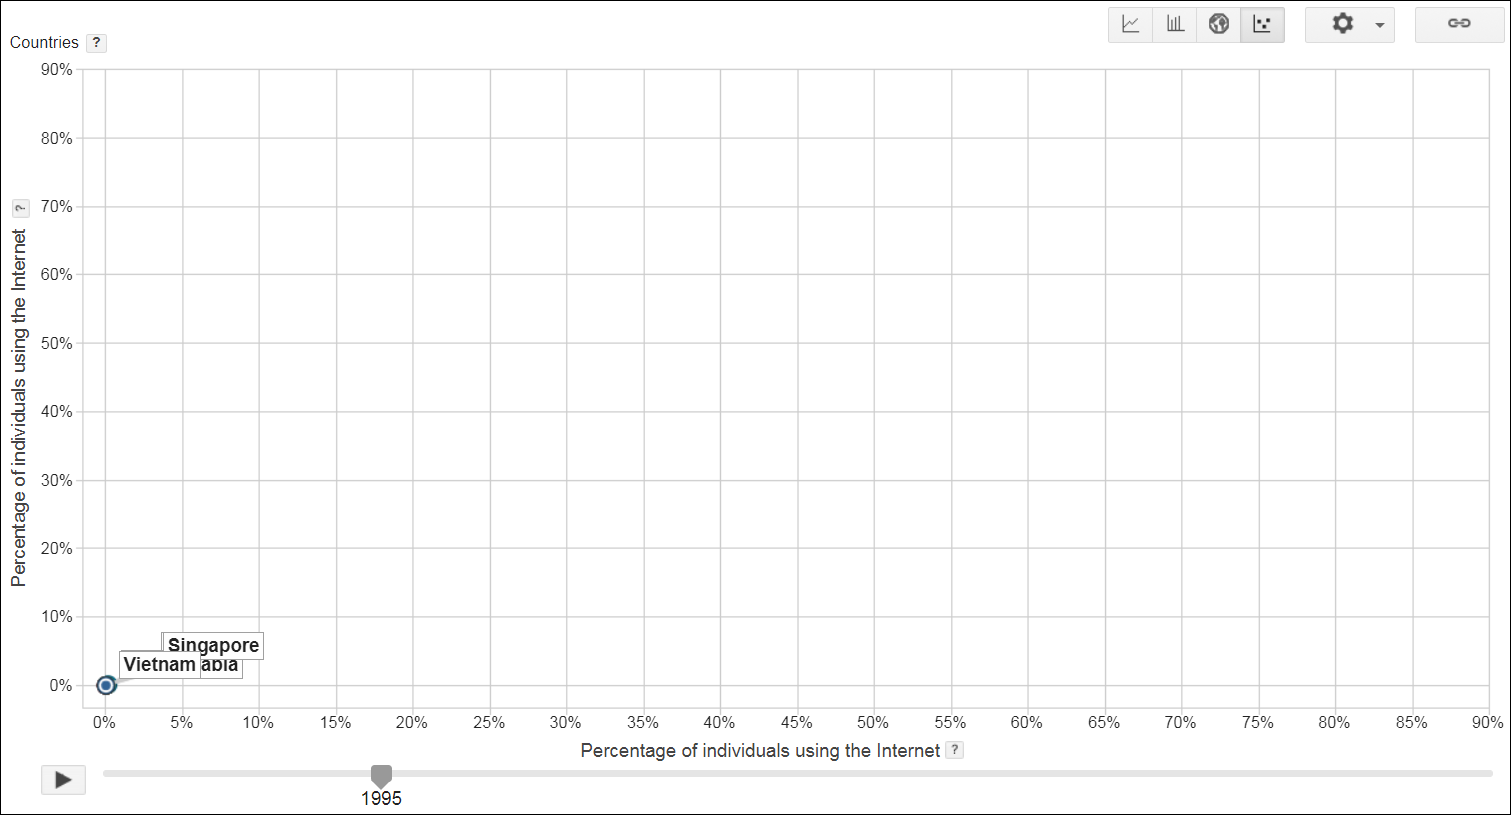 Countries ?
90%
80%
70%
60%
50%
40%
30%
20%
10%
0%
Percentage of individuals using the Internet ?
Singapore
Vietnam
0% 5% 10% 15% 20% 25% 30% 35% 40% 45% 50% 55% 60% 65% 70% 75% 80% 85% 90%
Percentage of individuals using the Internet ?
1995